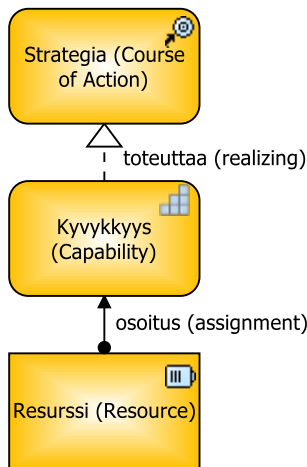 Strategia (Course
of Action)
toteuttaa (realizing)
Kyvykkyys
(Capability)
osoitus (assignment)
Resurssi (Resource)